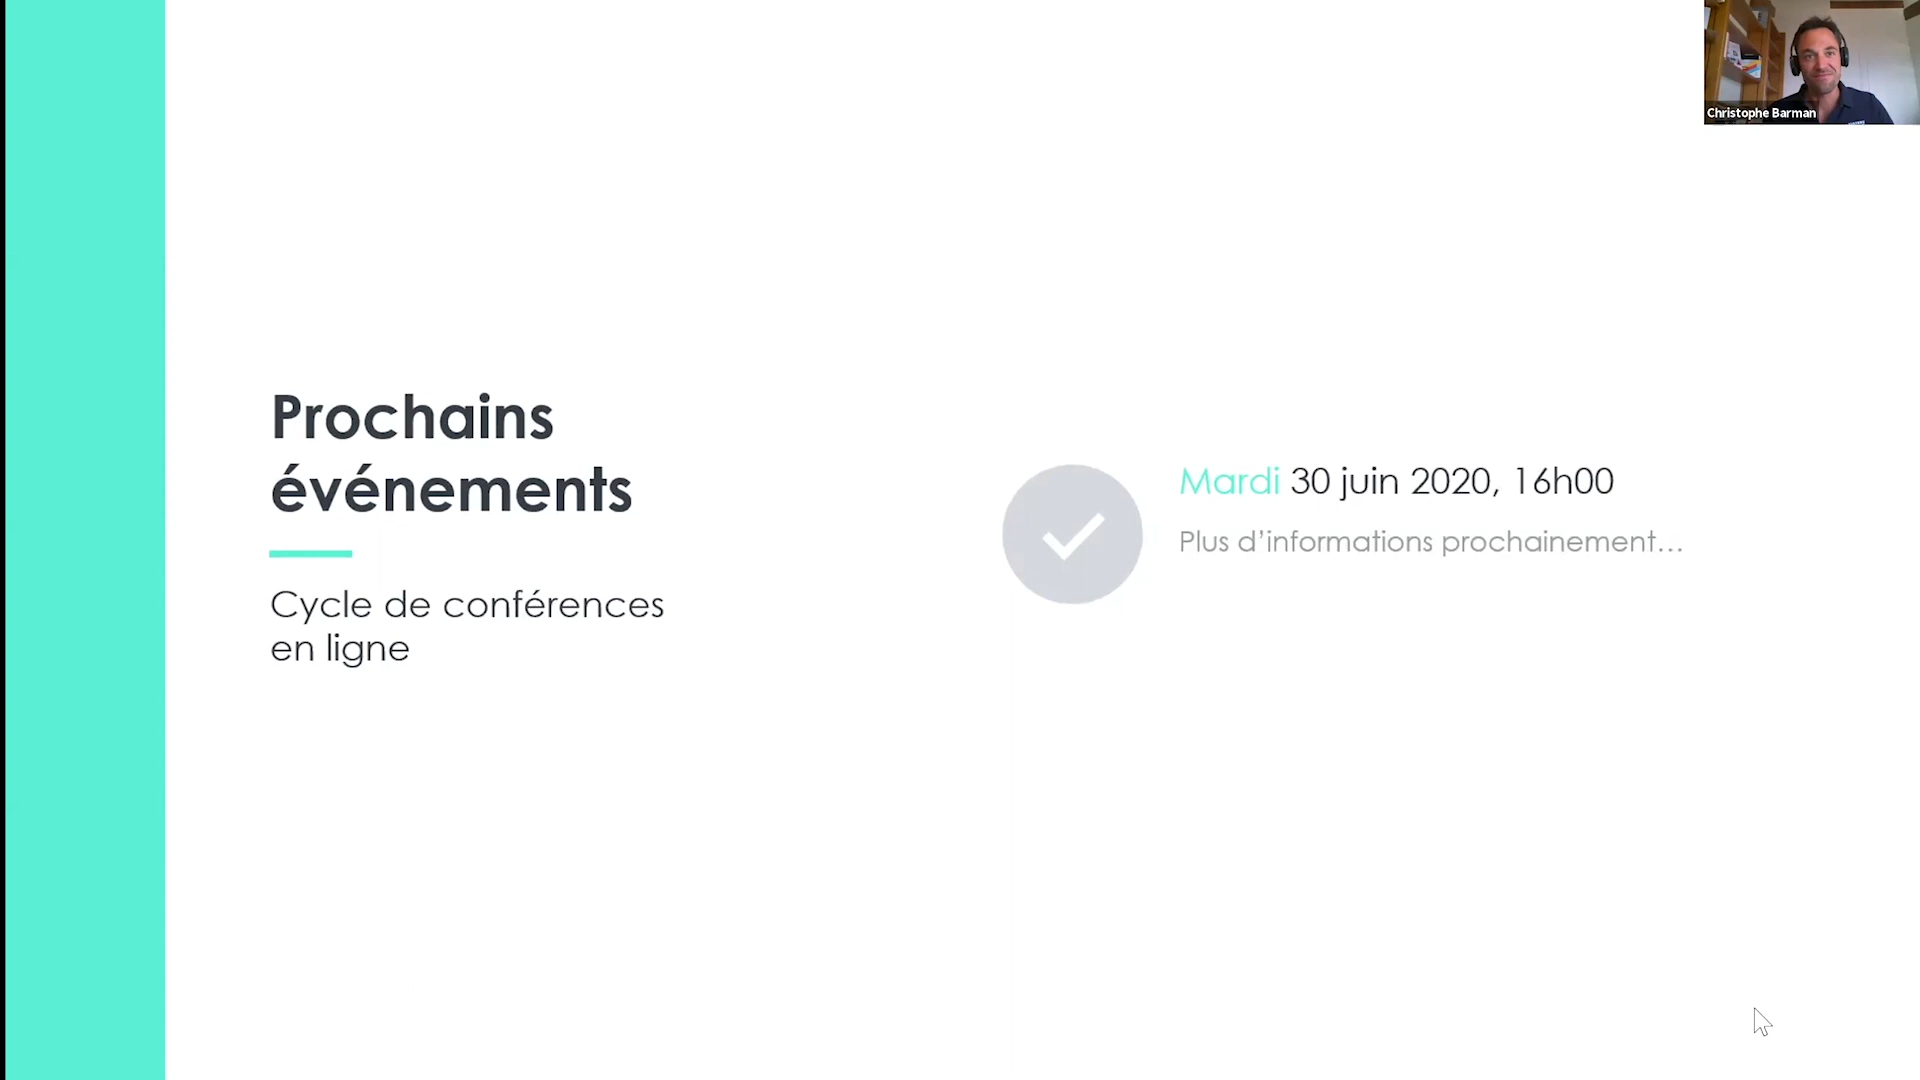 Christophe Barman
Prochains
événements
Cycle de conférences
en ligne
Mardi 30 juin 2020, 16h00
Plus d’informations prochainement…